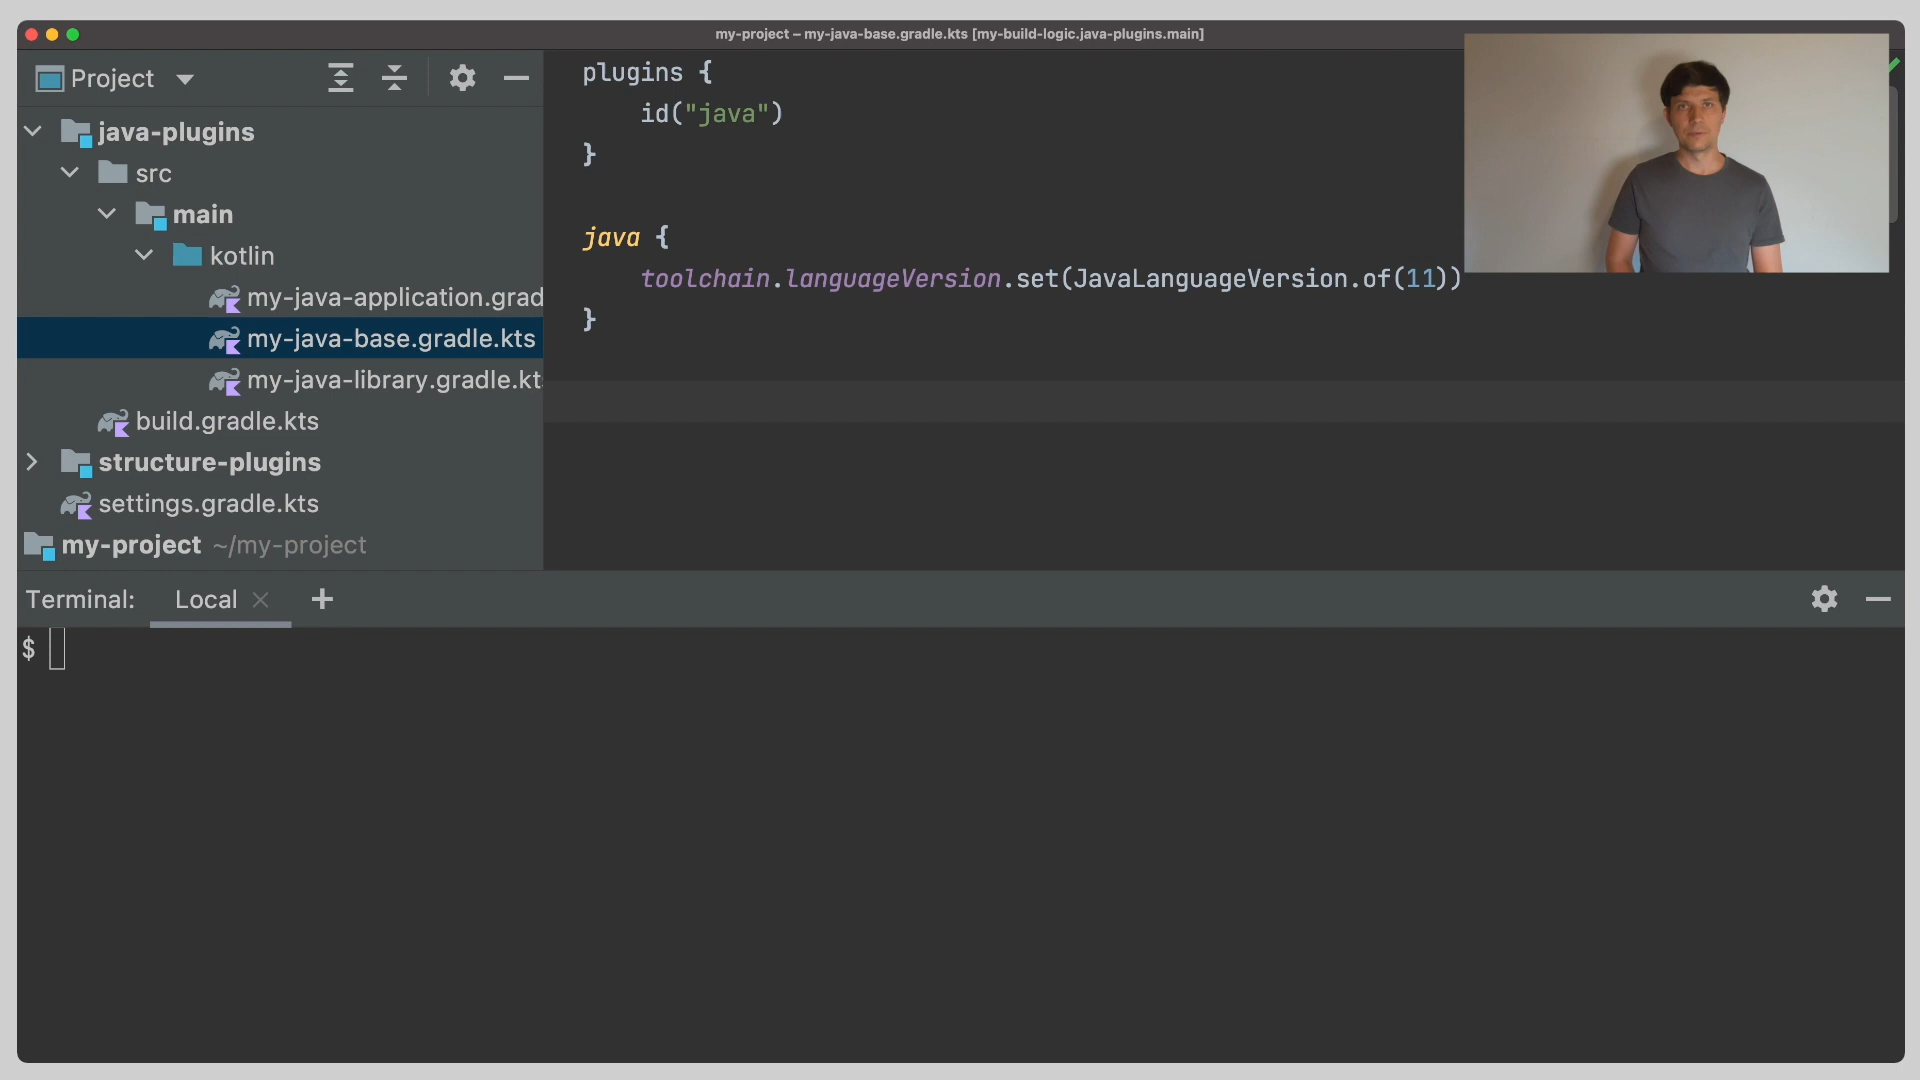 my-project – my-java-base.gradle.kts [my-build-logic.java-plugins.main]
Project
java-plugins
src
main
kotlin
my-java-application.grad
my-java-base.gradle.kts
my-java-library.gradle.kt
build.gradle.kts
structure-plugins
settings.gradle.kts
my-project ~/my-project
plugins {
id("java")
}
java {
toolchain.languageVersion.set(JavaLanguageVersion.of(11))
}
Terminal: Local
$